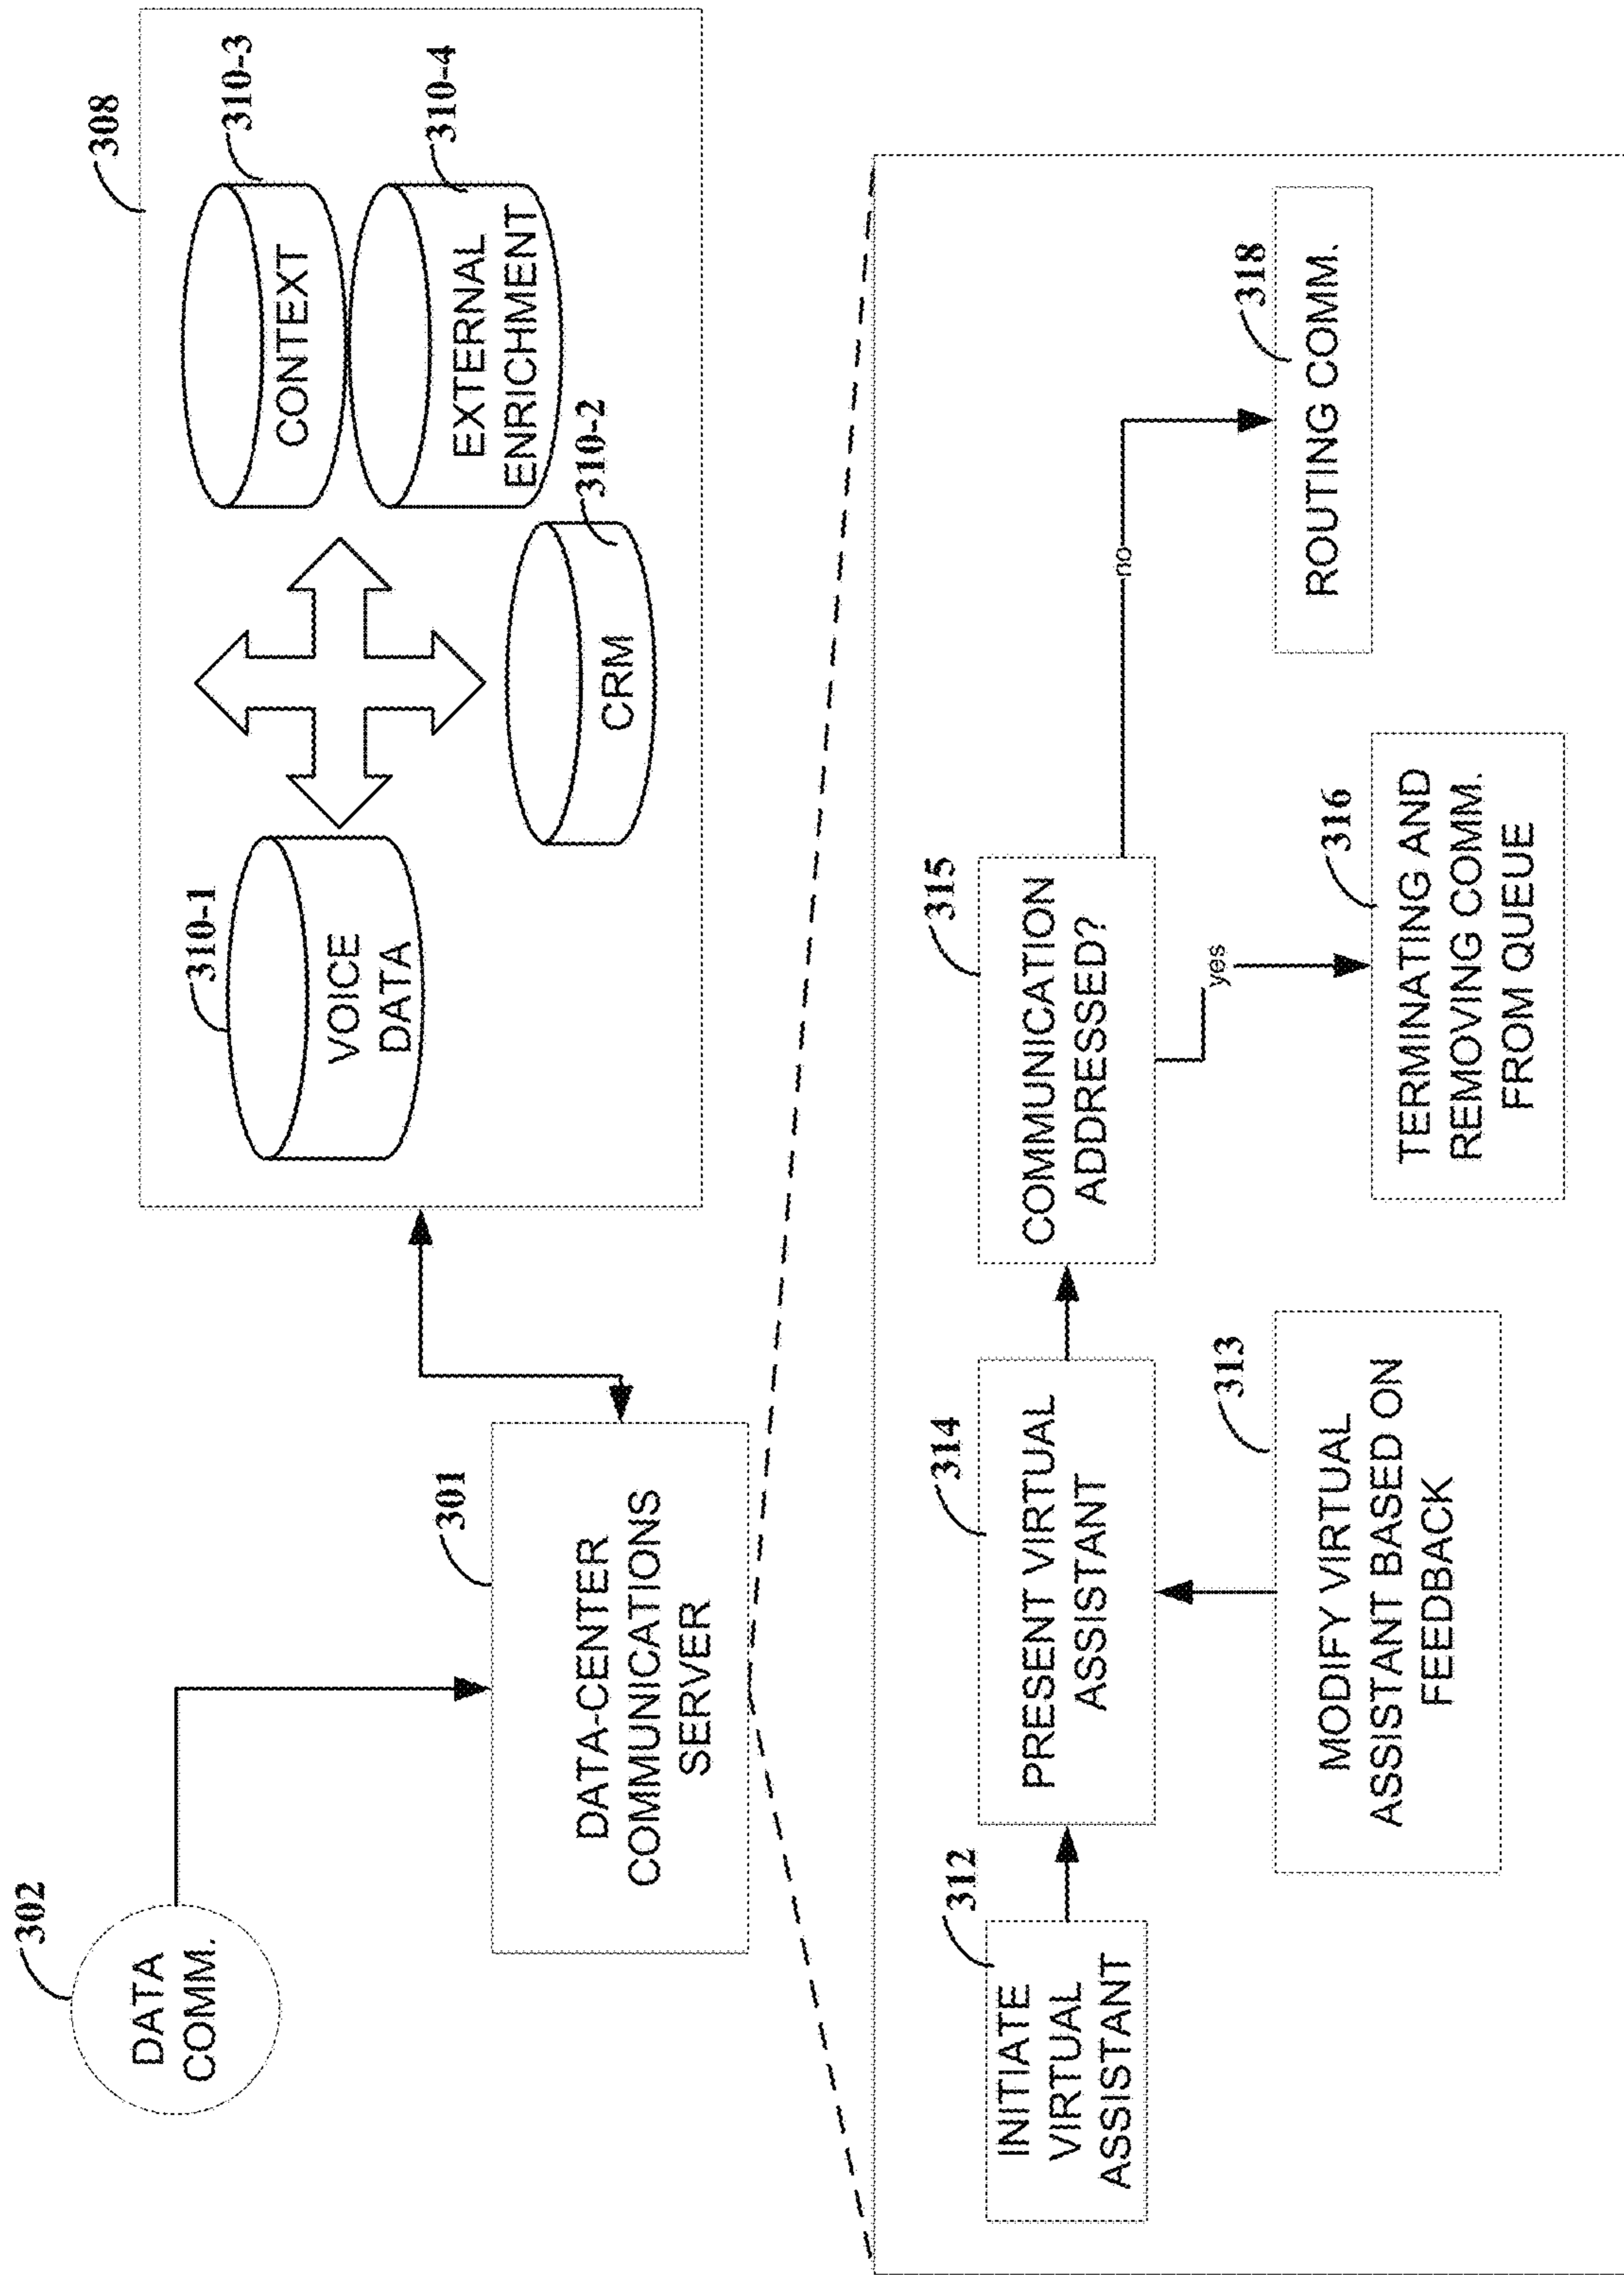 302
DATA
COMM.
301
DATA-CENTER
COMMUNICATIONS
SERVER
308
310-1
VOICE
DATA
310-3
CONTEXT
310-4
EXTERNAL
ENRICHMENT
310-2
CRM
312
INITIATE
VIRTUAL
ASSISTANT
314
PRESENT VIRTUAL
ASSISTANT
313
MODIFY VIRTUAL
ASSISTANT BASED ON
FEEDBACK
315
COMMUNICATION
ADDRESSED?
yes
316
TERMINATING AND
REMOVING COMM.
FROM QUEUE
no
318
ROUTING COMM.